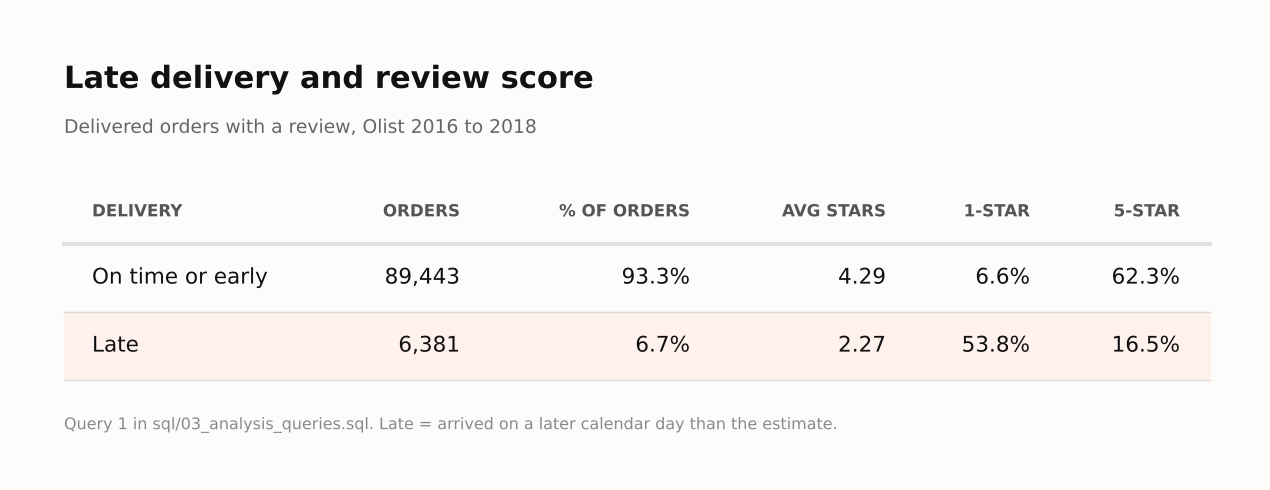 Late delivery and review score
Delivered orders with a review, Olist 2016 to 2018
DELIVERY ORDERS % OF ORDERS AVG STARS 1-STAR 5-STAR
On time or early 89,443 93.3% 4.29 6.6% 62.3%
Late 6,381 6.7% 2.27 53.8% 16.5%
Query 1 in sql/03_analysis_queries.sql. Late = arrived on a later calendar day than the estimate.